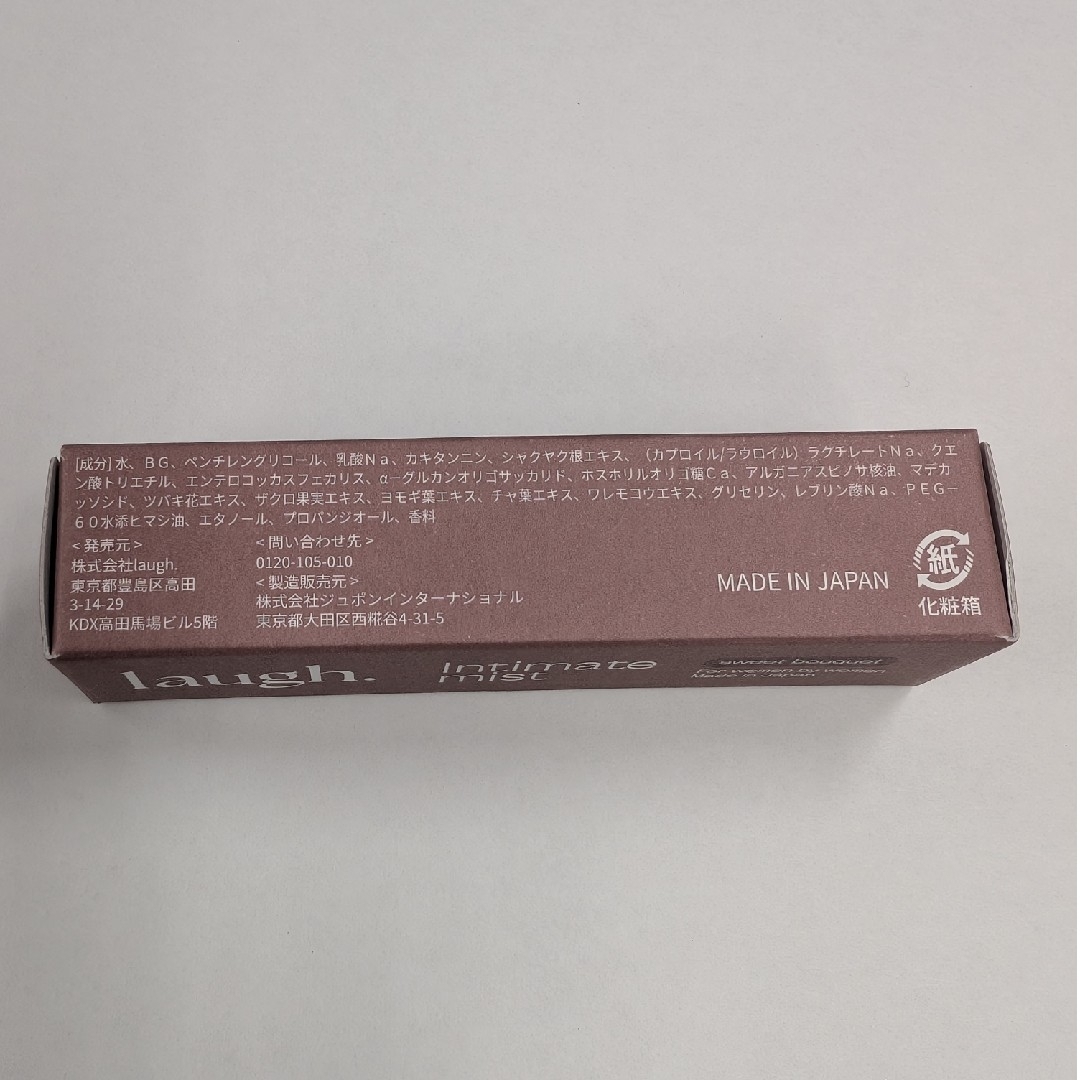 [成分] 水、ＢＧ、ペンチレングリコール、乳酸Ｎａ、カキタンニン、シャクヤク根エキス、（カプロイル/ラウロイル）ラクチレートＮａ、クエ
ン酸トリエチル、エンテロコッカスフェカリス、α－グルカンオリゴサッカリド、ホスホリルオリゴ糖Ｃａ、アルガニアスピノサ核油、マデカ
ッソシド、ツバキ花エキス、ザクロ果実エキス、ヨモギ葉エキス、チャ葉エキス、ワレモコウエキス、グリセリン、レブリン酸Ｎａ、ＰＥＧ－
６０水添ヒマシ油、エタノール、プロパンジオール、香料
＜発売元＞
株式会社laugh.
東京都豊島区高田
3-14-29
KDX高田馬場ビル5階
＜問い合わせ先＞
0120-105-010
＜製造販売元＞
株式会社ジュポンインターナショナル
東京都大田区西糀谷4-31-5
MADE IN JAPAN
紙
化粧箱
laugh.
Intimate
mist
sweet bouquet
For women by women
Made in Japan